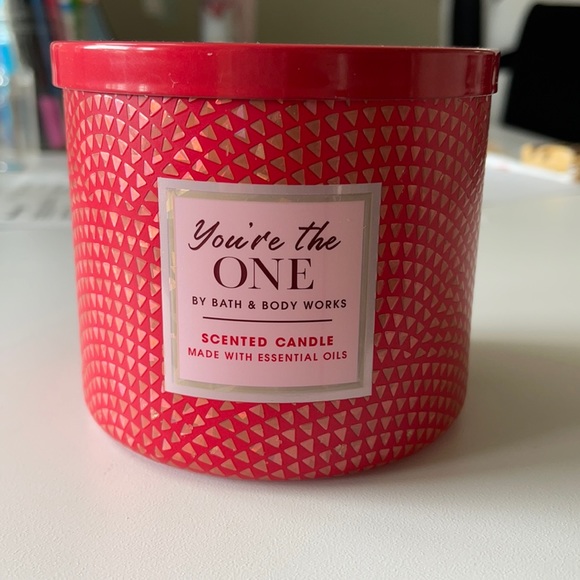 You're the
ONE
BY BATH & BODY WORKS
SCENTED CANDLE
MADE WITH ESSENTIAL OILS